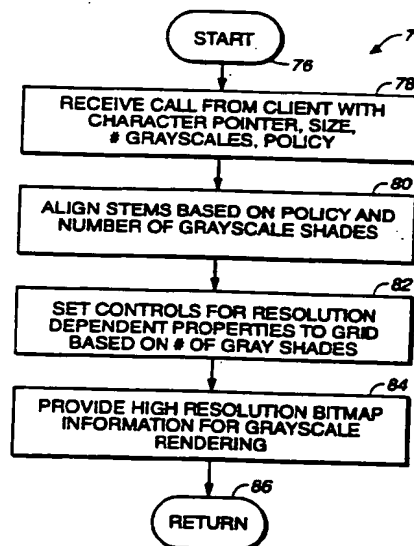 START
76
7
78
RECEIVE CALL FROM CLIENT WITH
CHARACTER POINTER, SIZE,
# GRAYSCALES, POLICY
80
ALIGN STEMS BASED ON POLICY AND
NUMBER OF GRAYSCALE SHADES
82
SET CONTROLS FOR RESOLUTION
DEPENDENT PROPERTIES TO GRID
BASED ON # OF GRAY SHADES
84
PROVIDE HIGH RESOLUTION BITMAP
INFORMATION FOR GRAYSCALE
RENDERING
86
RETURN